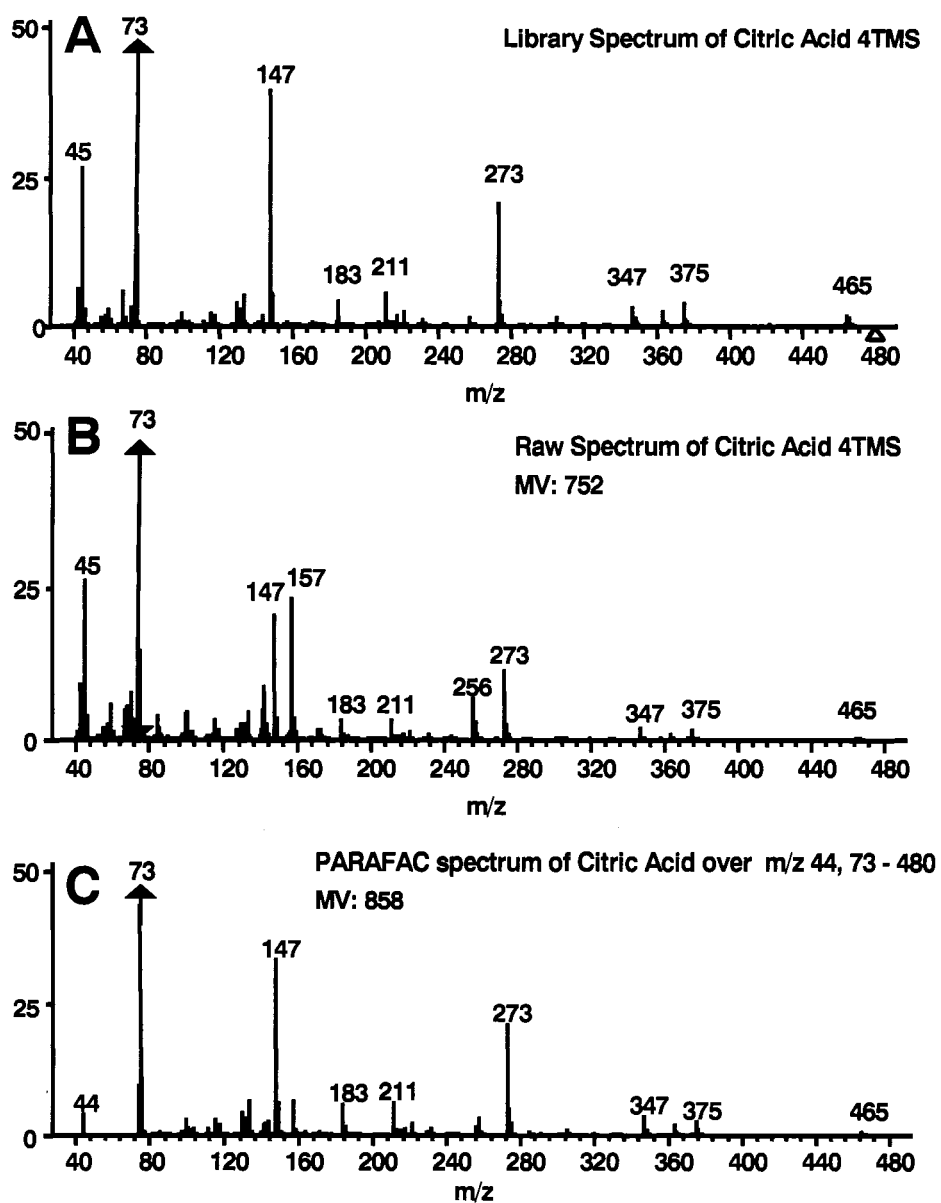 A
Library Spectrum of Citric Acid 4TMS
50
25
0
73
45
147
183
211
273
347
375
465
40 80 120 160 200 240 280 320 360 400 440 480
m/z
B
Raw Spectrum of Citric Acid 4TMS
MV: 752
50
25
0
73
45
147
157
183
211
256
273
347
375
465
40 80 120 160 200 240 280 320 360 400 440 480
m/z
C
PARAFAC spectrum of Citric Acid over m/z 44, 73 - 480
MV: 858
50
25
0
73
44
147
183
211
273
347
375
465
40 80 120 160 200 240 280 320 360 400 440 480
m/z